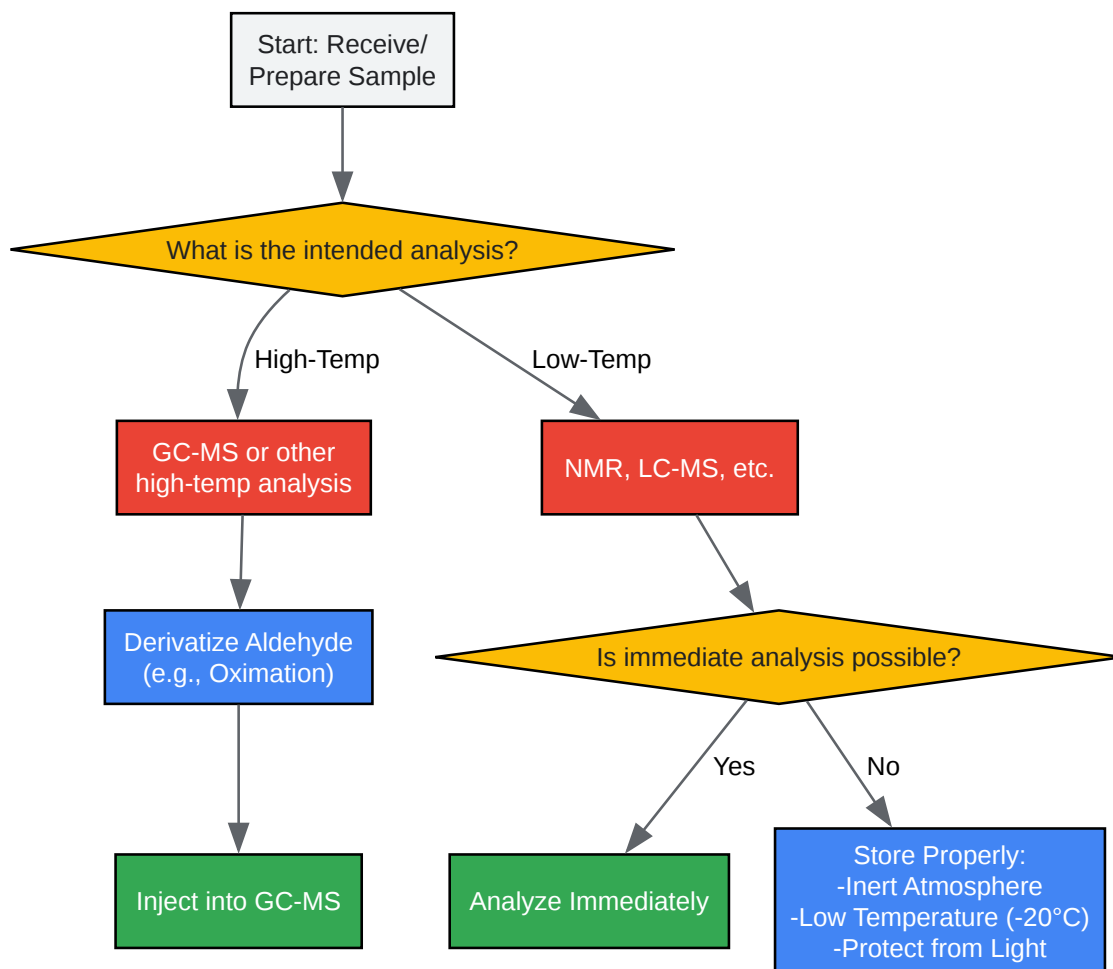 Start: Receive/
Prepare Sample
What is the intended analysis?
High-Temp
Low-Temp
GC-MS or other
high-temp analysis
NMR, LC-MS, etc.
Derivatize Aldehyde
(e.g., Oximation)
Is immediate analysis possible?
Yes
No
Inject into GC-MS
Analyze Immediately
Store Properly:
-Inert Atmosphere
-Low Temperature (-20°C)
-Protect from Light